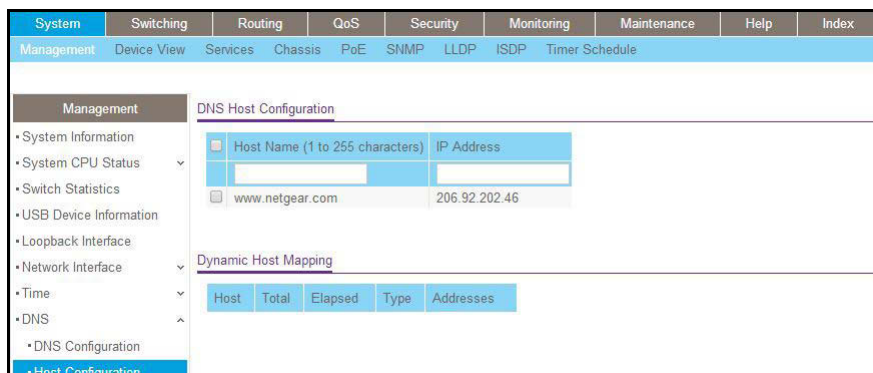 System Switching Routing QoS Security Monitoring Maintenance Help Index
Management Device View Services Chassis PoE SNMP LLDP ISDP Timer Schedule
Management
System Information
System CPU Status
Switch Statistics
USB Device Information
Loopback Interface
Network Interface
Time
DNS
DNS Configuration
Host Configuration
DNS Host Configuration
Host Name (1 to 255 characters) IP Address
www.netgear.com 206.92.202.46
Dynamic Host Mapping
Host Total Elapsed Type Addresses